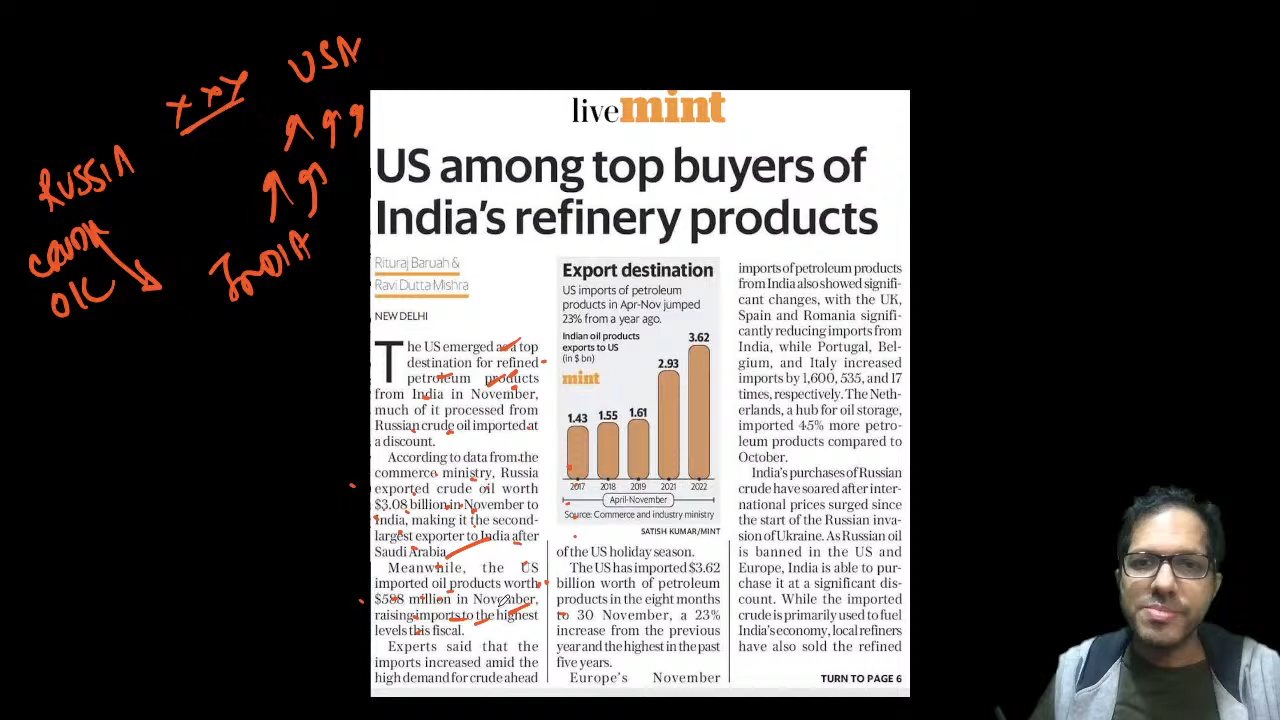 USA
RUSSIA
CRUDE
OIL
INDIA
livemint
US among top buyers of
India's refinery products
Rituraj Baruah &
Ravi Dutta Mishra
NEW DELHI
The US emerged as a top
destination for refined
petroleum products
from India in November,
much of it processed from
Russian crude oil imported at
a discount.
According to data from the
commerce ministry, Russia
exported crude oil worth
$3.08 billion in November to
India, making it the second-
largest exporter to India after
Saudi Arabia.
Meanwhile, the US
imported oil products worth
$588 million in November,
raising imports to the highest
levels this fiscal.
Experts said that the
imports increased amid the
high demand for crude ahead
Export destination
US imports of petroleum
products in Apr-Nov jumped
23% from a year ago.
Indian oil products
exports to US
(in $ bn)
mint
1.43
1.55
1.61
2.93
3.62
2017 2018 2019 2021 2022
April-November
Source: Commerce and industry ministry
SATISH KUMAR/MINT
of the US holiday season.
The US has imported $3.62
billion worth of petroleum
products in the eight months
to 30 November, a 23%
increase from the previous
year and the highest in the past
five years.
Europe's November
imports of petroleum products
from India also showed signifi-
cant changes, with the UK,
Spain and Romania signifi-
cantly reducing imports from
India, while Portugal, Bel-
gium, and Italy increased
imports by 1,600, 535, and 17
times, respectively. The Neth-
erlands, a hub for oil storage,
imported 45% more petro-
leum products compared to
October.
India's purchases of Russian
crude have soared after inter-
national prices surged since
the start of the Russian inva-
sion of Ukraine. As Russian oil
is banned in the US and
Europe, India is able to pur-
chase it at a significant dis-
count. While the imported
crude is primarily used to fuel
India's economy, local refiners
have also sold the refined
TURN TO PAGE 6